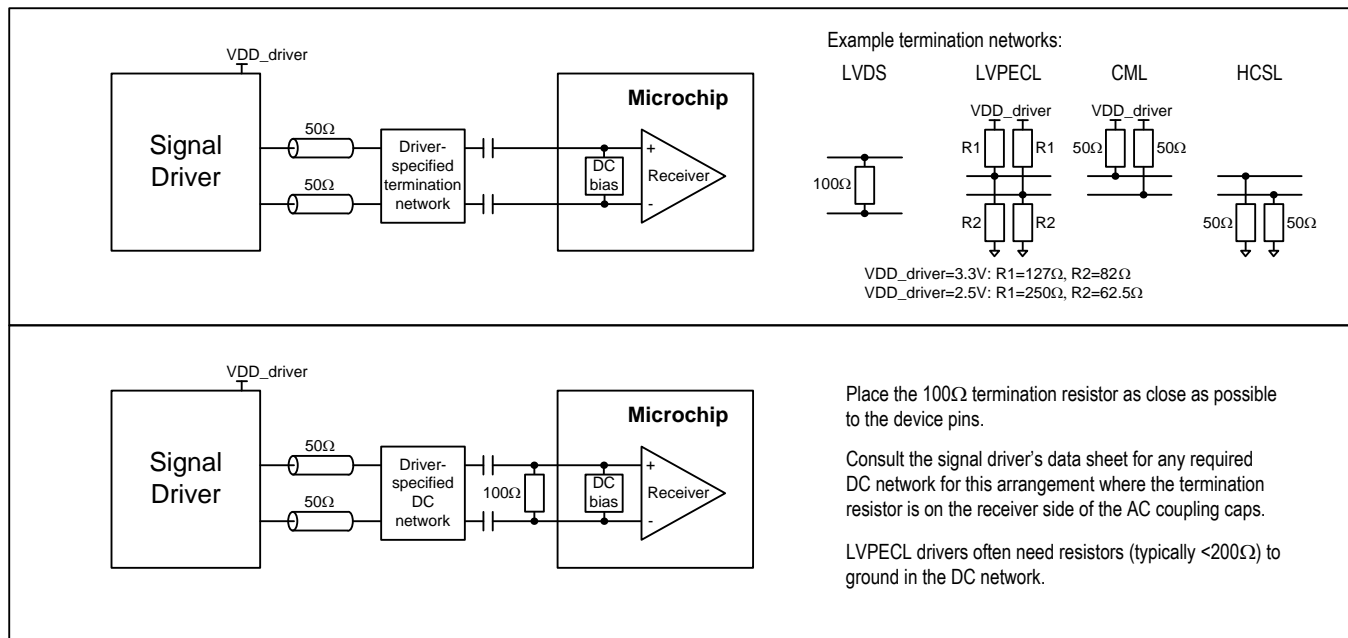 VDD_driver
Signal
Driver
50Ω
50Ω
Driver-
specified
termination
network
Microchip
DC
bias
+
-
Receiver
Example termination networks:
LVDS
100Ω
LVPECL
VDD_driver
R1
R1
R2
R2
CML
VDD_driver
50Ω
50Ω
HCSL
50Ω
50Ω
VDD_driver=3.3V: R1=127Ω, R2=82Ω
VDD_driver=2.5V: R1=250Ω, R2=62.5Ω
VDD_driver
Signal
Driver
50Ω
50Ω
Driver-
specified
DC
network
100Ω
Microchip
DC
bias
+
-
Receiver
Place the 100Ω termination resistor as close as possible
to the device pins.
Consult the signal driver's data sheet for any required
DC network for this arrangement where the termination
resistor is on the receiver side of the AC coupling caps.
LVPECL drivers often need resistors (typically <200Ω) to
ground in the DC network.